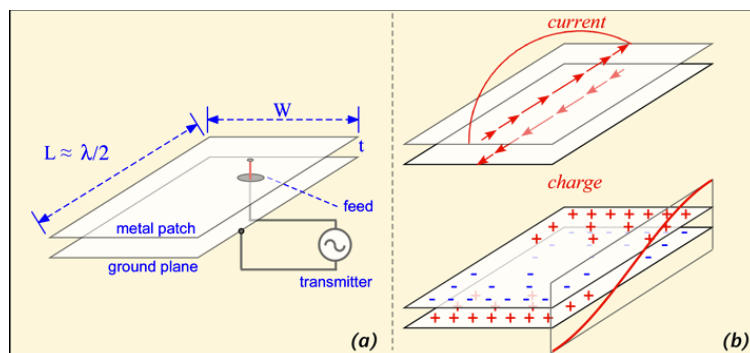 W
L ≈ λ/2
t
feed
metal patch
ground plane
transmitter
(a)
current
charge
+ + + + + + +
+ + + +
+ + +
- - - - -
- - - -
- - - -
- - - - - - -
+ + + +
+ + + + + + +
(b)